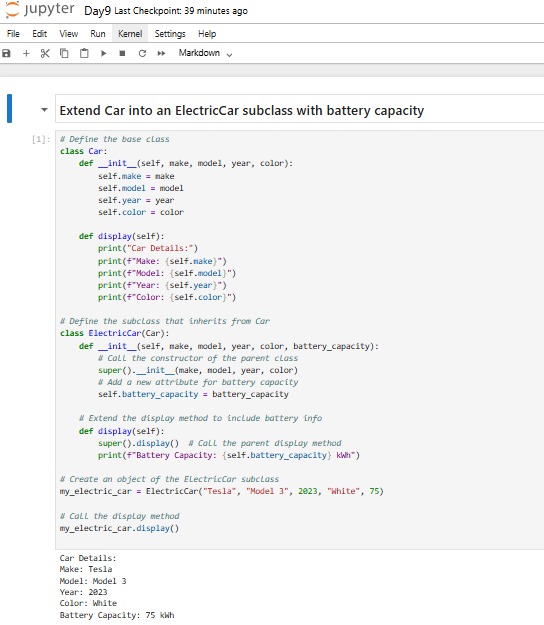 jupyter Day9 Last Checkpoint: 39 minutes ago
File Edit View Run Kernel Settings Help
Markdown
Extend Car into an ElectricCar subclass with battery capacity
[1]: # Define the base class
class Car:
    def __init__(self, make, model, year, color):
        self.make = make
        self.model = model
        self.year = year
        self.color = color

    def display(self):
        print("Car Details:")
        print(f"Make: {self.make}")
        print(f"Model: {self.model}")
        print(f"Year: {self.year}")
        print(f"Color: {self.color}")

# Define the subclass that inherits from Car
class ElectricCar(Car):
    def __init__(self, make, model, year, color, battery_capacity):
        # Call the constructor of the parent class
        super().__init__(make, model, year, color)
        # Add a new attribute for battery capacity
        self.battery_capacity = battery_capacity

    # Extend the display method to include battery info
    def display(self):
        super().display()  # Call the parent display method
        print(f"Battery Capacity: {self.battery_capacity} kWh")

# Create an object of the ElectricCar subclass
my_electric_car = ElectricCar("Tesla", "Model 3", 2023, "White", 75)

# Call the display method
my_electric_car.display()

Car Details:
Make: Tesla
Model: Model 3
Year: 2023
Color: White
Battery Capacity: 75 kWh